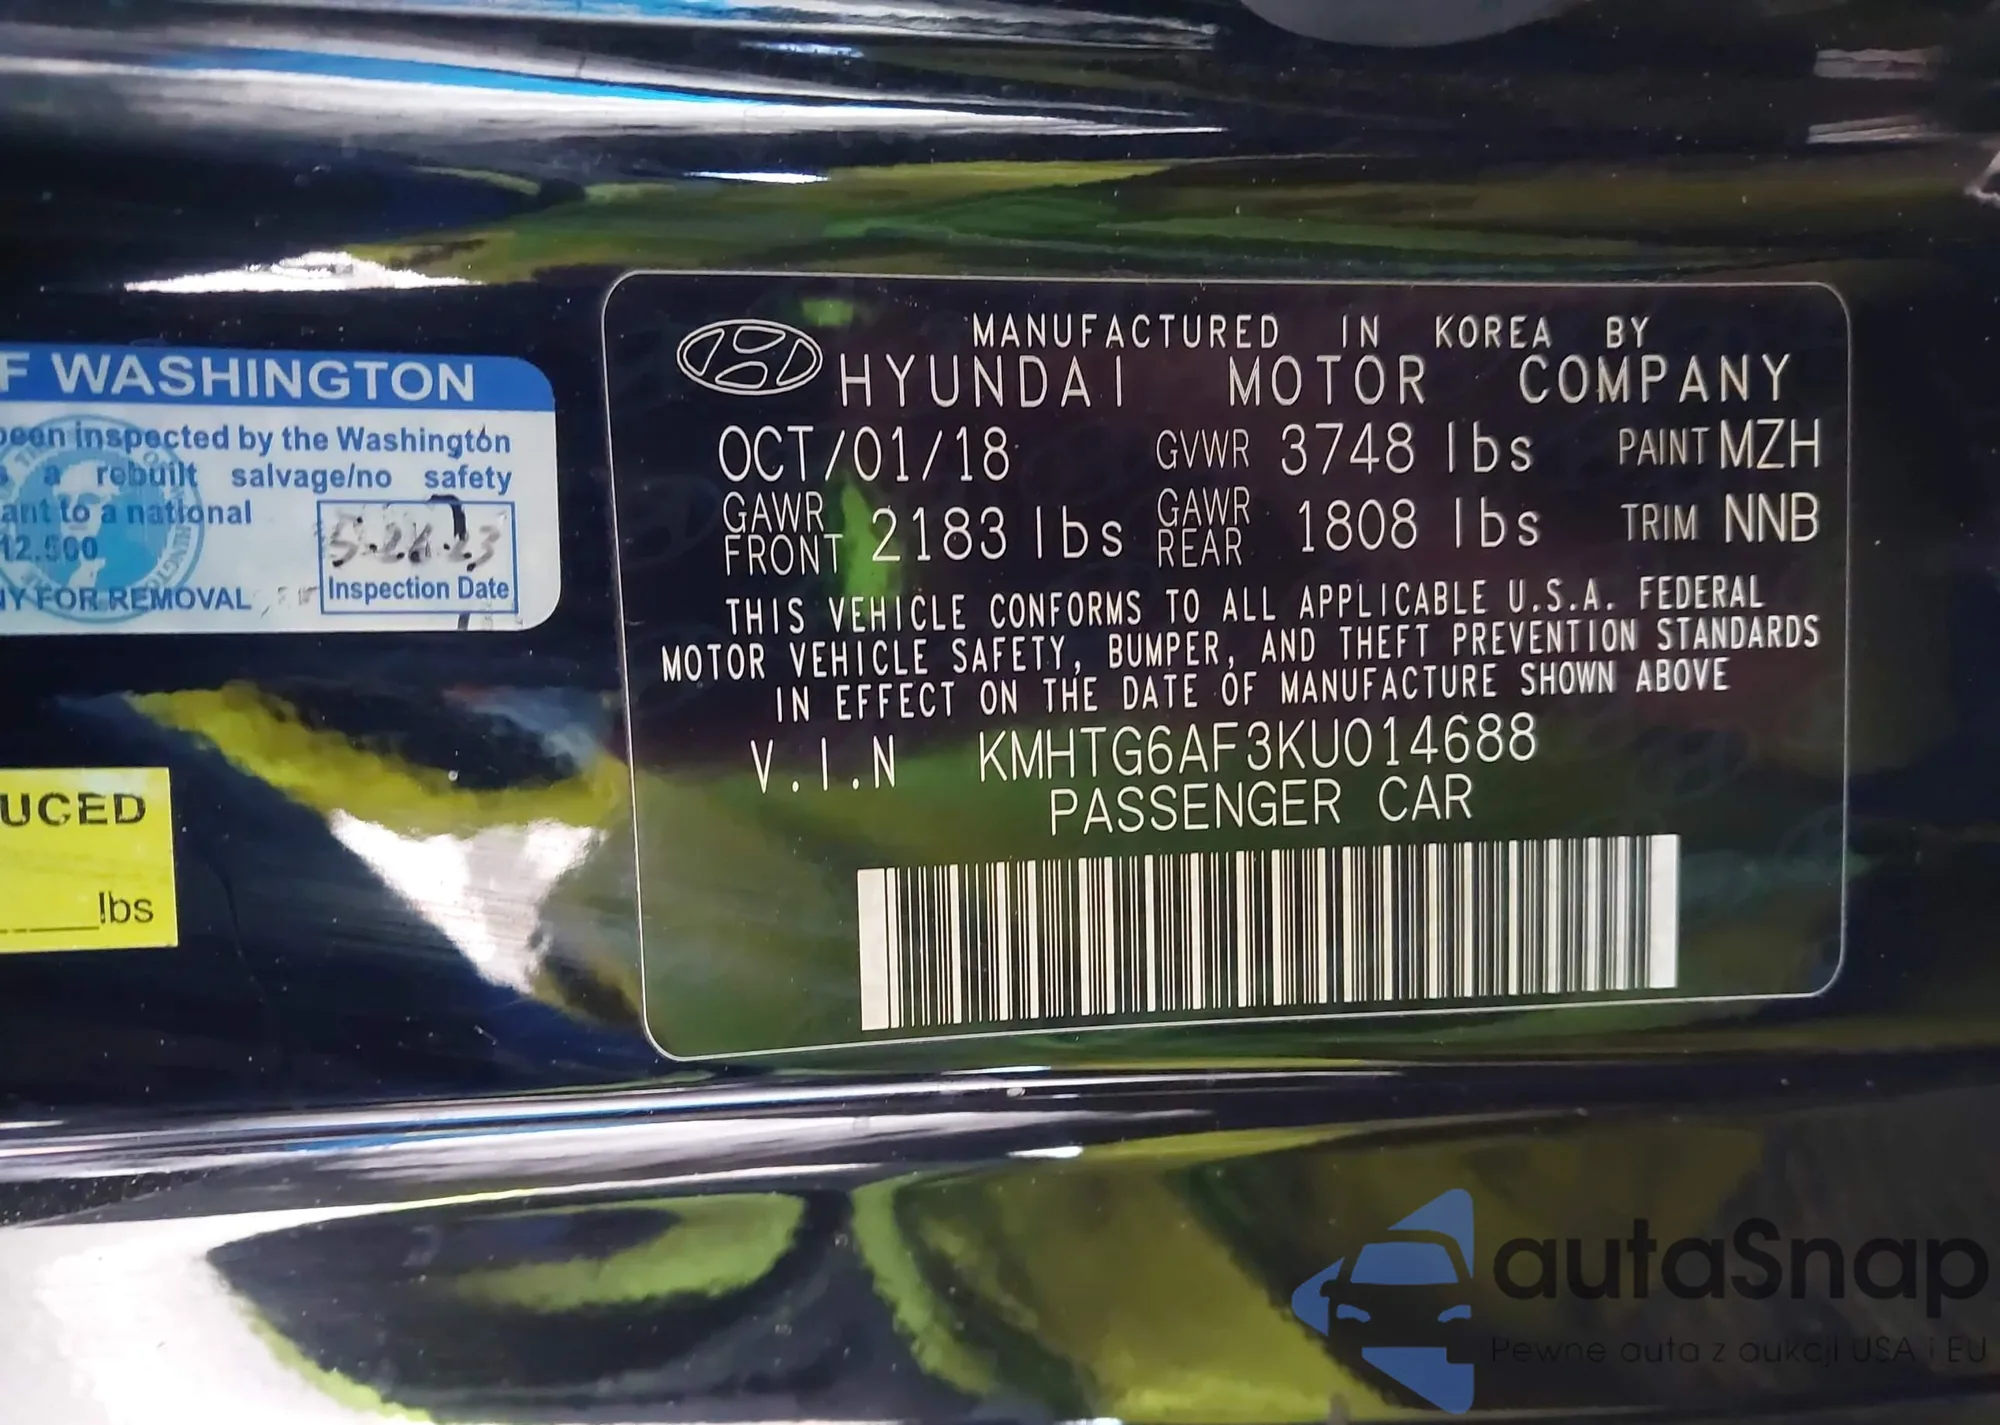 F WASHINGTON
been inspected by the Washington
a rebuilt salvage/no safety
ant to a national
12.500
NY FOR REMOVAL
Inspection Date
UCED
lbs
MANUFACTURED IN KOREA BY
HYUNDAI MOTOR COMPANY
OCT/01/18 GVWR 3748 lbs PAINT MZH
GAWR FRONT 2183 lbs GAWR REAR 1808 lbs TRIM NNB
THIS VEHICLE CONFORMS TO ALL APPLICABLE U.S.A. FEDERAL
MOTOR VEHICLE SAFETY, BUMPER, AND THEFT PREVENTION STANDARDS
IN EFFECT ON THE DATE OF MANUFACTURE SHOWN ABOVE
V.I.N KMHTG6AF3KU014688
PASSENGER CAR
autaSnap
Pewne auta z aukcji USA i EU